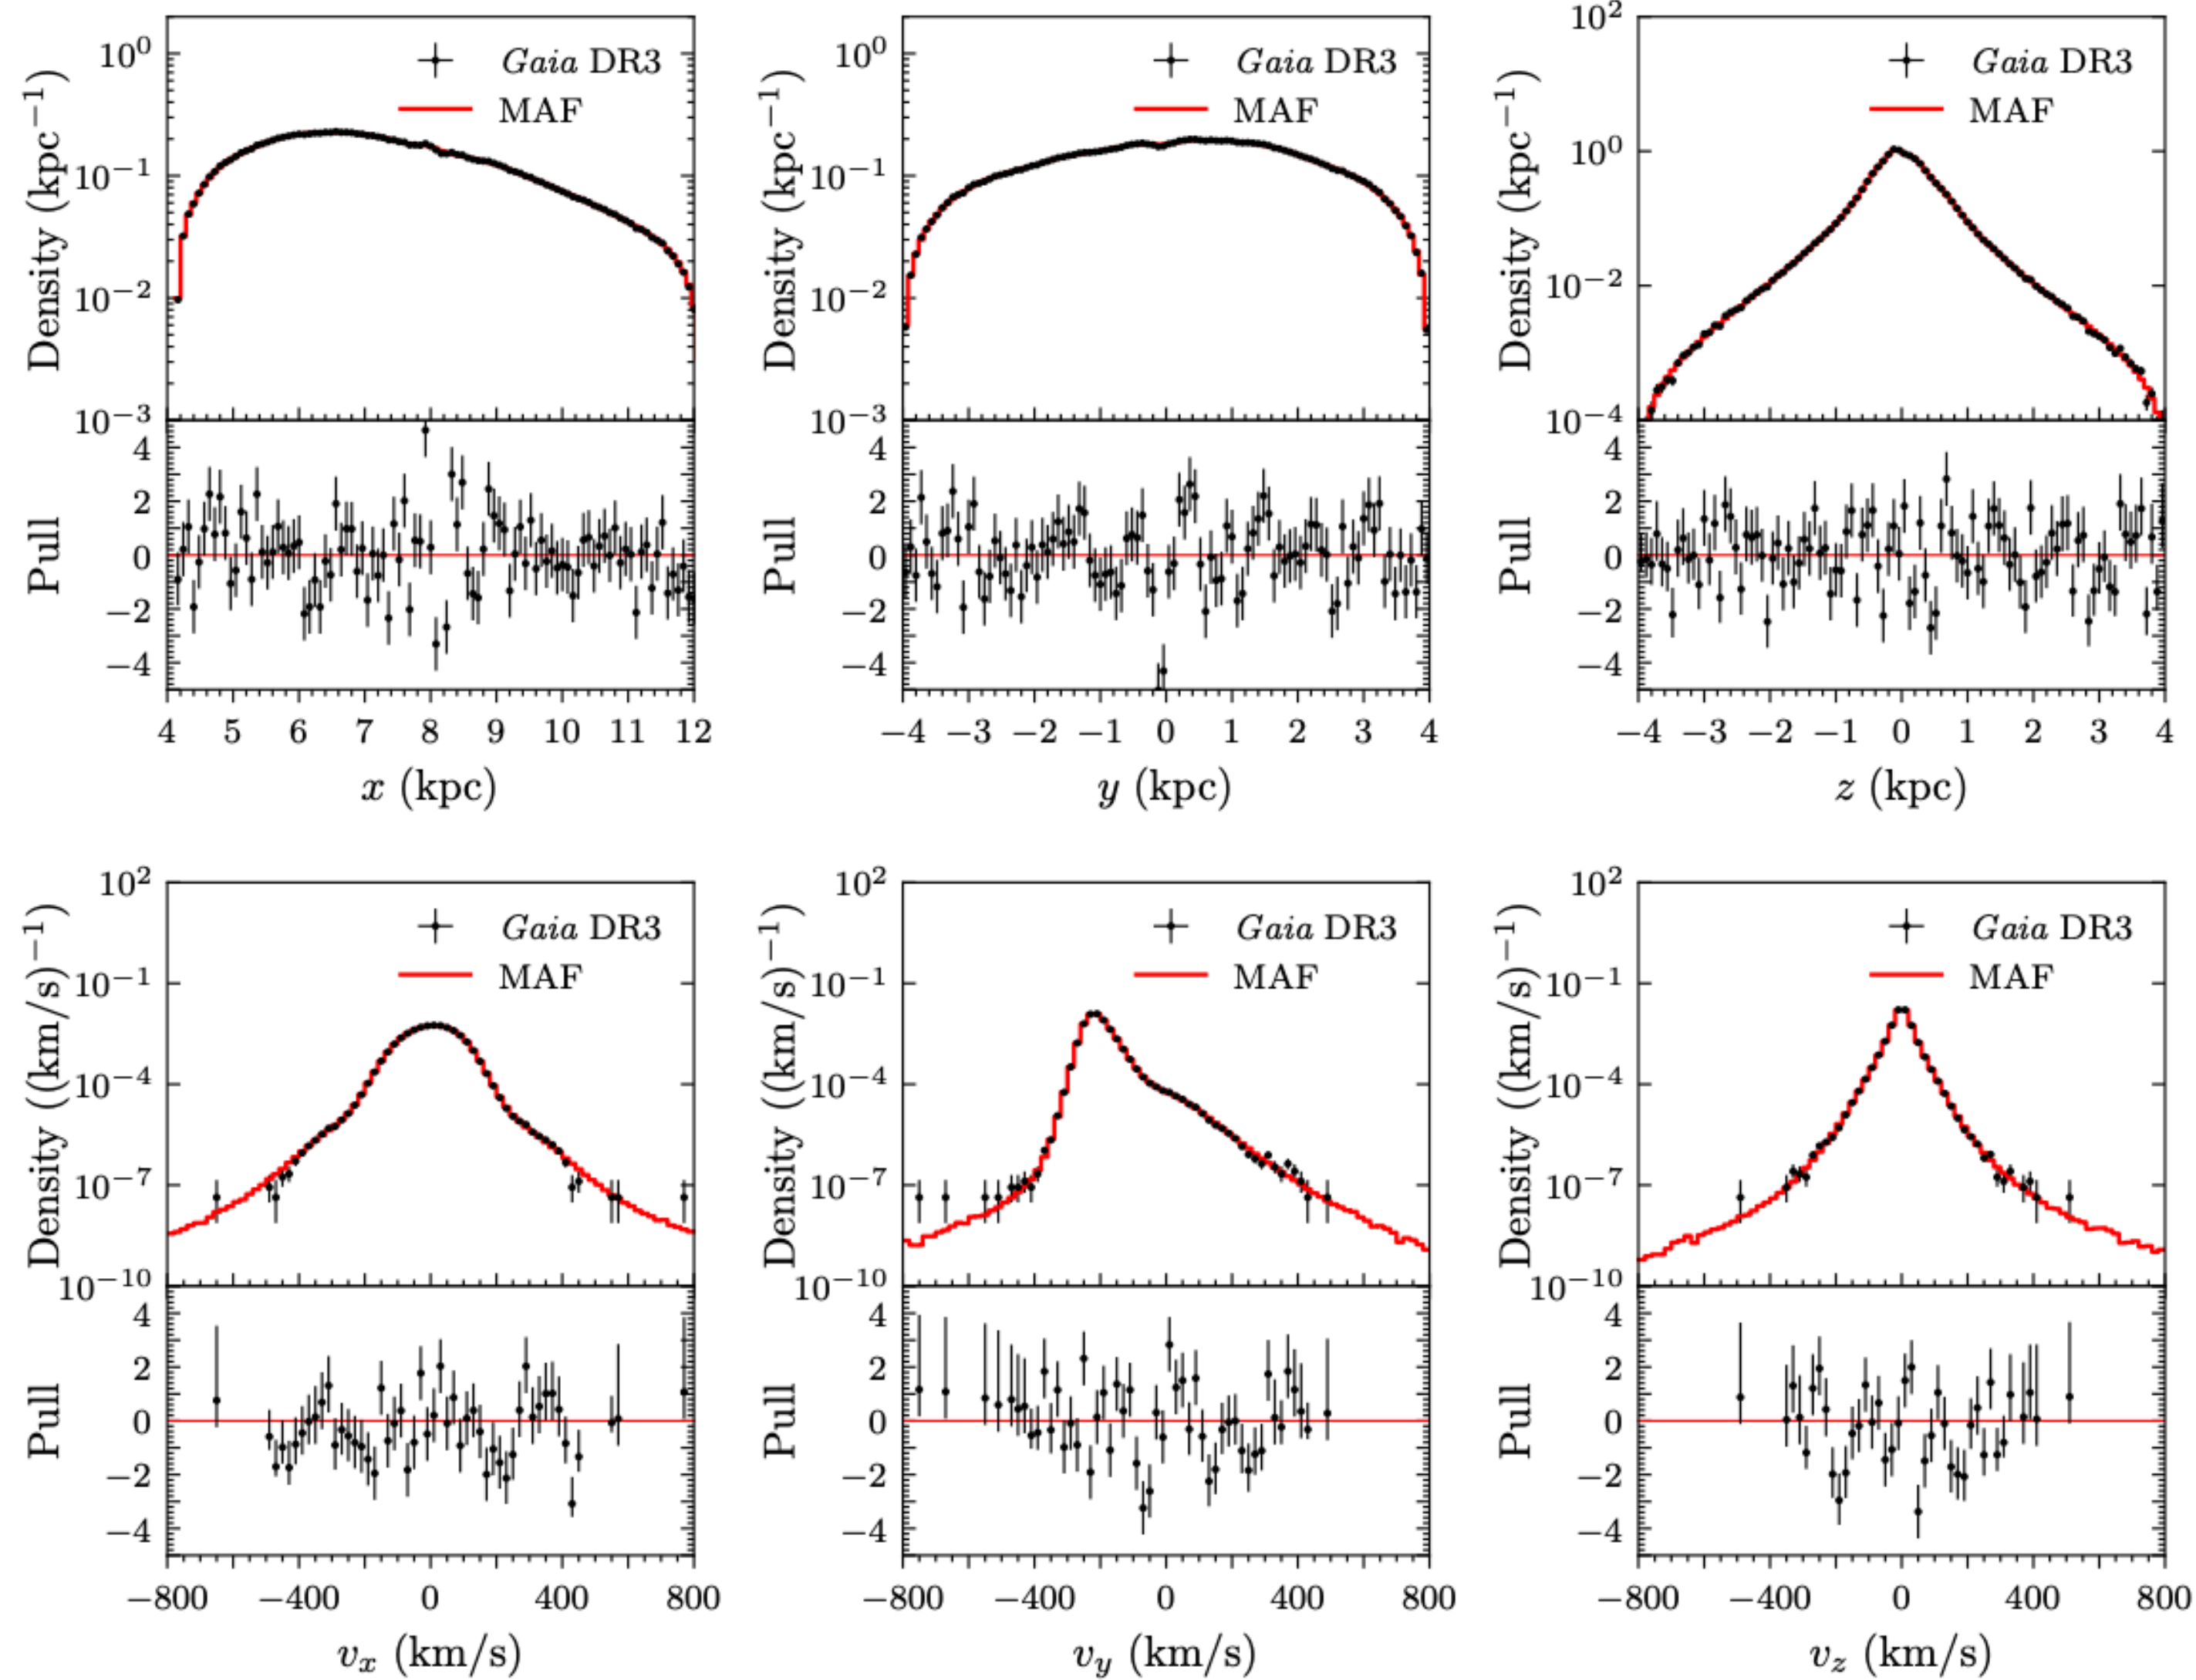 Density (kpc⁻¹)
10⁰
10⁻¹
10⁻²
10⁻³
Gaia DR3
MAF
Pull
4
2
0
−2
−4
4 5 6 7 8 9 10 11 12
x (kpc)
Density (kpc⁻¹)
10⁰
10⁻¹
10⁻²
10⁻³
Gaia DR3
MAF
Pull
4
2
0
−2
−4
−4 −3 −2 −1 0 1 2 3 4
y (kpc)
Density (kpc⁻¹)
10²
10⁰
10⁻²
10⁻⁴
Gaia DR3
MAF
Pull
4
2
0
−2
−4
−4 −3 −2 −1 0 1 2 3 4
z (kpc)
Density ((km/s)⁻¹)
10²
10⁻¹
10⁻⁴
10⁻⁷
10⁻¹⁰
Gaia DR3
MAF
Pull
4
2
0
−2
−4
−800 −400 0 400 800
vₓ (km/s)
Density ((km/s)⁻¹)
10²
10⁻¹
10⁻⁴
10⁻⁷
10⁻¹⁰
Gaia DR3
MAF
Pull
4
2
0
−2
−4
−800 −400 0 400 800
v_y (km/s)
Density ((km/s)⁻¹)
10²
10⁻¹
10⁻⁴
10⁻⁷
10⁻¹⁰
Gaia DR3
MAF
Pull
4
2
0
−2
−4
−800 −400 0 400 800
v_z (km/s)